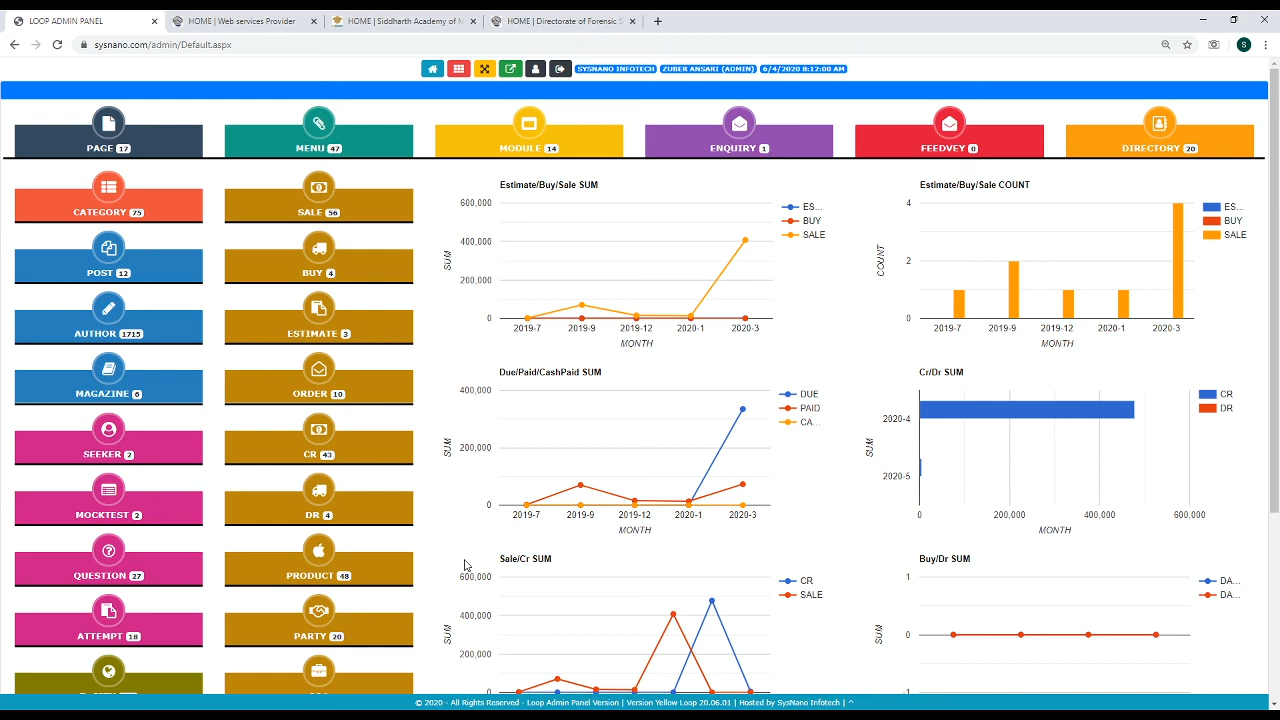 LOOP ADMIN PANEL
HOME | Web services Provider
HOME | Siddharth Academy of M
HOME | Directorate of Forensic S
sysnano.com/admin/Default.aspx
S
SYSNANO INFOTECH
ZUBER ANSARI (ADMIN)
6/4/2020 8:12:00 AM
PAGE 17
MENU 47
MODULE 14
ENQUIRY 1
FEEDVEY 0
DIRECTORY 20
CATEGORY 75
SALE 56
POST 12
BUY 4
AUTHOR 1715
ESTIMATE 3
MAGAZINE 6
ORDER 10
SEEKER 2
CR 43
MOCKTEST 2
DR 4
QUESTION 27
PRODUCT 48
ATTEMPT 18
PARTY 20
Estimate/Buy/Sale SUM
600,000
400,000
200,000
0
SUM
2019-7
2019-9
2019-12
2020-1
2020-3
MONTH
ES...
BUY
SALE
Estimate/Buy/Sale COUNT
4
2
0
COUNT
2019-7
2019-9
2019-12
2020-1
2020-3
MONTH
ES...
BUY
SALE
Due/Paid/CashPaid SUM
400,000
200,000
0
SUM
2019-7
2019-9
2019-12
2020-1
2020-3
MONTH
DUE
PAID
CA...
Cr/Dr SUM
2020-4
2020-5
SUM
0
200,000
400,000
600,000
MONTH
CR
DR
Sale/Cr SUM
600,000
400,000
200,000
0
SUM
CR
SALE
Buy/Dr SUM
1
0
-1
SUM
DA...
DA...
© 2020 - All Rights Reserved - Loop Admin Panel Version | Version Yellow Loop 20.06.01 | Hosted by SysNano Infotech | ^